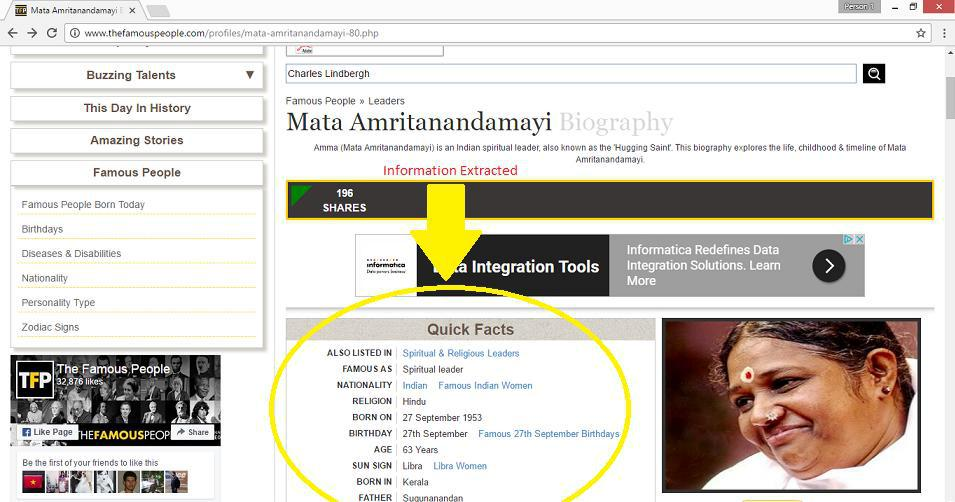 Mata Amritanandamayi B
Person 1
www.thefamouspeople.com/profiles/mata-amritanandamayi-80.php
Buzzing Talents
This Day In History
Amazing Stories
Famous People
Famous People Born Today
Birthdays
Diseases & Disabilities
Nationality
Personality Type
Zodiac Signs
TFP
The Famous People
32,876 likes
THEFAMOUSPEOP
Like Page
Share
Be the first of your friends to like this
Charles Lindbergh
Famous People » Leaders
Mata Amritanandamayi Biography
Amma (Mata Amritanandamayi) is an Indian spiritual leader, also known as the 'Hugging Saint'. This biography explores the life, childhood & timeline of Mata
Amritanandamayi.
Information Extracted
196
SHARES
informatica
Data Integration Tools
Informatica Redefines Data
Integration Solutions. Learn
More
Quick Facts
ALSO LISTED IN Spiritual & Religious Leaders
FAMOUS AS Spiritual leader
NATIONALITY Indian Famous Indian Women
RELIGION Hindu
BORN ON 27 September 1953
BIRTHDAY 27th September Famous 27th September Birthdays
AGE 63 Years
SUN SIGN Libra Libra Women
BORN IN Kerala
FATHER Sugunanandan